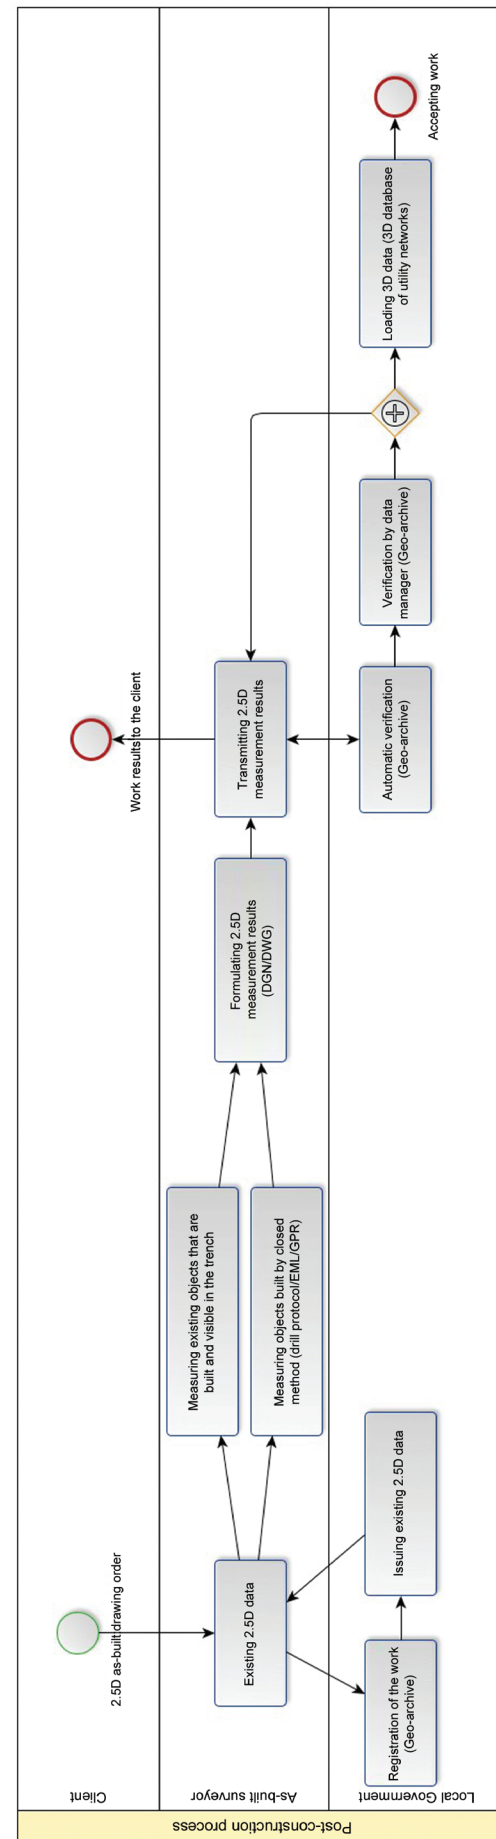 Post-construction process
Client
As-built surveyor
Local Government
2.5D as-built drawing order
Work results to the client
Existing 2.5D data
Measuring existing objects that are
built and visible in the trench
Measuring objects built by closed
method (drill protocol/EML/GPR)
Formulating 2.5D
measurement results
(DGN/DWG)
Transmitting 2.5D
measurement results
Registration of the work
(Geo-archive)
Issuing existing 2.5D data
Automatic verification
(Geo-archive)
Verification by data
manager (Geo-archive)
Loading 3D data (3D database
of utility networks)
Accepting work